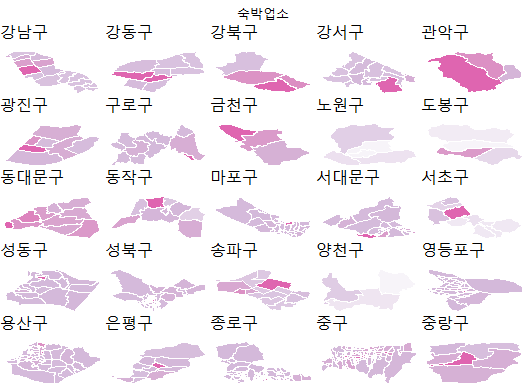 숙박업소
강남구 강동구 강북구 강서구 관악구
광진구 구로구 금천구 노원구 도봉구
동대문구 동작구 마포구 서대문구 서초구
성동구 성북구 송파구 양천구 영등포구
용산구 은평구 종로구 중구 중랑구